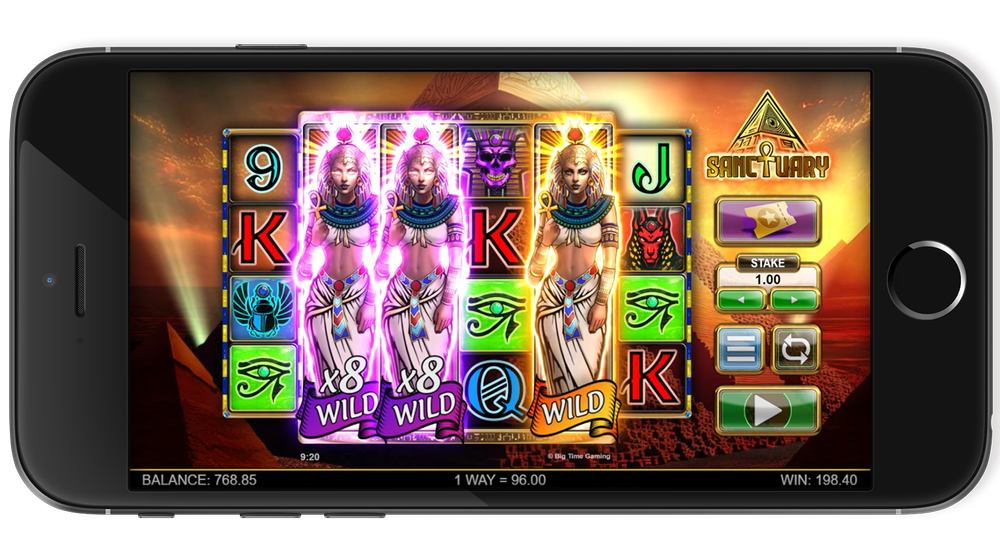 9
J
SANCTUARY
K
K
STAKE
1.00
x8
WILD
x8
WILD
Q
WILD
K
9:20
© Big Time Gaming
BALANCE: 768.85
1 WAY = 96.00
WIN: 198.40